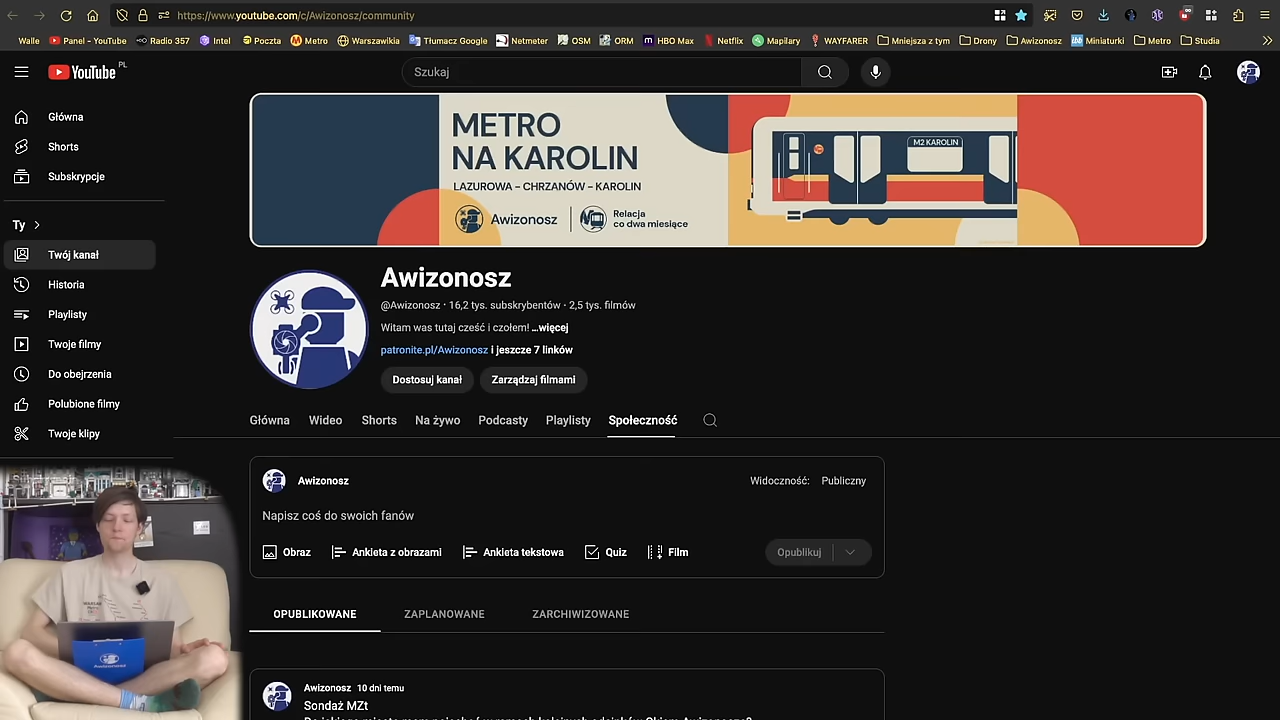 https://www.youtube.com/c/Awizonosz/community
Walle Panel - YouTube Radio 357 Intel Poczta Metro Warszawikia Tłumacz Google Netmeter OSM ORM HBO Max Netflix Mapilary WAYFARER Mniejsza z tym Drony Awizonosz Miniaturki Metro Studia
YouTube PL
Szukaj
Główna
Shorts
Subskrypcje
Ty
Twój kanał
Historia
Playlisty
Twoje filmy
Do obejrzenia
Polubione filmy
Twoje klipy
METRO
NA KAROLIN
LAZUROWA – CHRZANÓW – KAROLIN
Awizonosz
Relacja
co dwa miesiące
M2 KAROLIN
Awizonosz
@Awizonosz · 16,2 tys. subskrybentów · 2,5 tys. filmów
Witam was tutaj cześć i czołem! ...więcej
patronite.pl/Awizonosz i jeszcze 7 linków
Dostosuj kanał Zarządzaj filmami
Główna Wideo Shorts Na żywo Podcasty Playlisty Społeczność
Awizonosz Widoczność: Publiczny
Napisz coś do swoich fanów
Obraz Ankieta z obrazami Ankieta tekstowa Quiz Film Opublikuj
OPUBLIKOWANE ZAPLANOWANE ZARCHIWIZOWANE
Awizonosz 10 dni temu
Sondaż MZt
Awizonosz